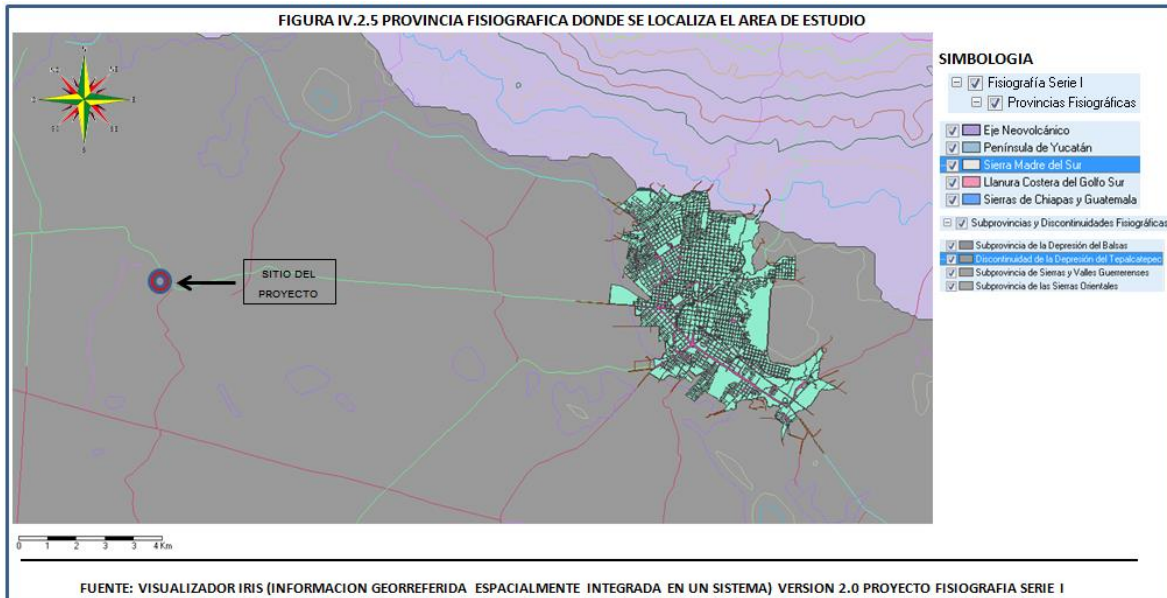 FIGURA IV.2.5 PROVINCIA FISIOGRAFICA DONDE SE LOCALIZA EL AREA DE ESTUDIO
SIMBOLOGIA
Fisiografía Serie I
Provincias Fisiográficas
Eje Neovolcánico
Península de Yucatán
Sierra Madre del Sur
Llanura Costera del Golfo Sur
Sierras de Chiapas y Guatemala
Subprovincias y Discontinuidades Fisiográficas
Subprovincia de la Depresión del Balsas
Discontinuidad de la Depresión del Tepalcatepec
Subprovincia de Sierras y Valles Guerrerenses
Subprovincia de las Sierras Orientales
SITIO DEL
PROYECTO
0 1 2 3 4 Km
FUENTE: VISUALIZADOR IRIS (INFORMACION GEORREFERIDA ESPACIALMENTE INTEGRADA EN UN SISTEMA) VERSION 2.0 PROYECTO FISIOGRAFIA SERIE I